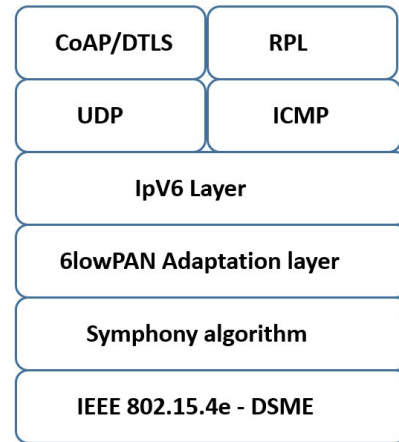 CoAP/DTLS RPL
UDP ICMP
IpV6 Layer
6lowPAN Adaptation layer
Symphony algorithm
IEEE 802.15.4e - DSME